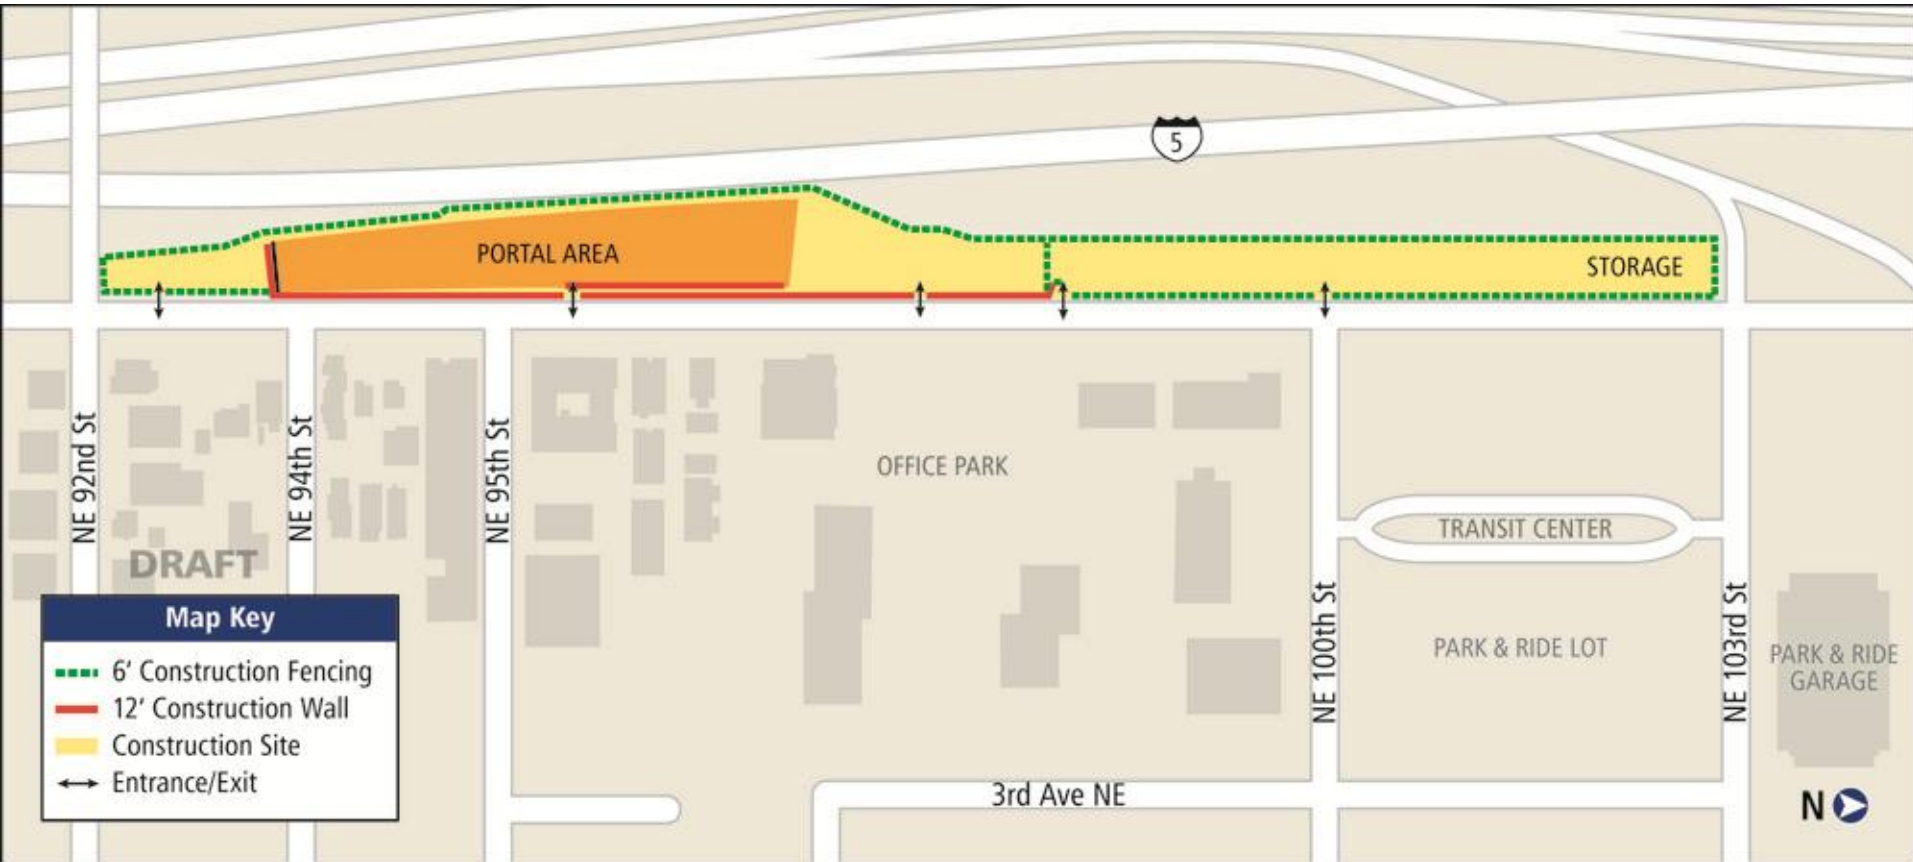 5
PORTAL AREA
STORAGE
NE 92nd St
NE 94th St
NE 95th St
OFFICE PARK
TRANSIT CENTER
NE 100th St
PARK & RIDE LOT
NE 103rd St
PARK & RIDE
GARAGE
DRAFT
Map Key
6' Construction Fencing
12' Construction Wall
Construction Site
Entrance/Exit
3rd Ave NE
N